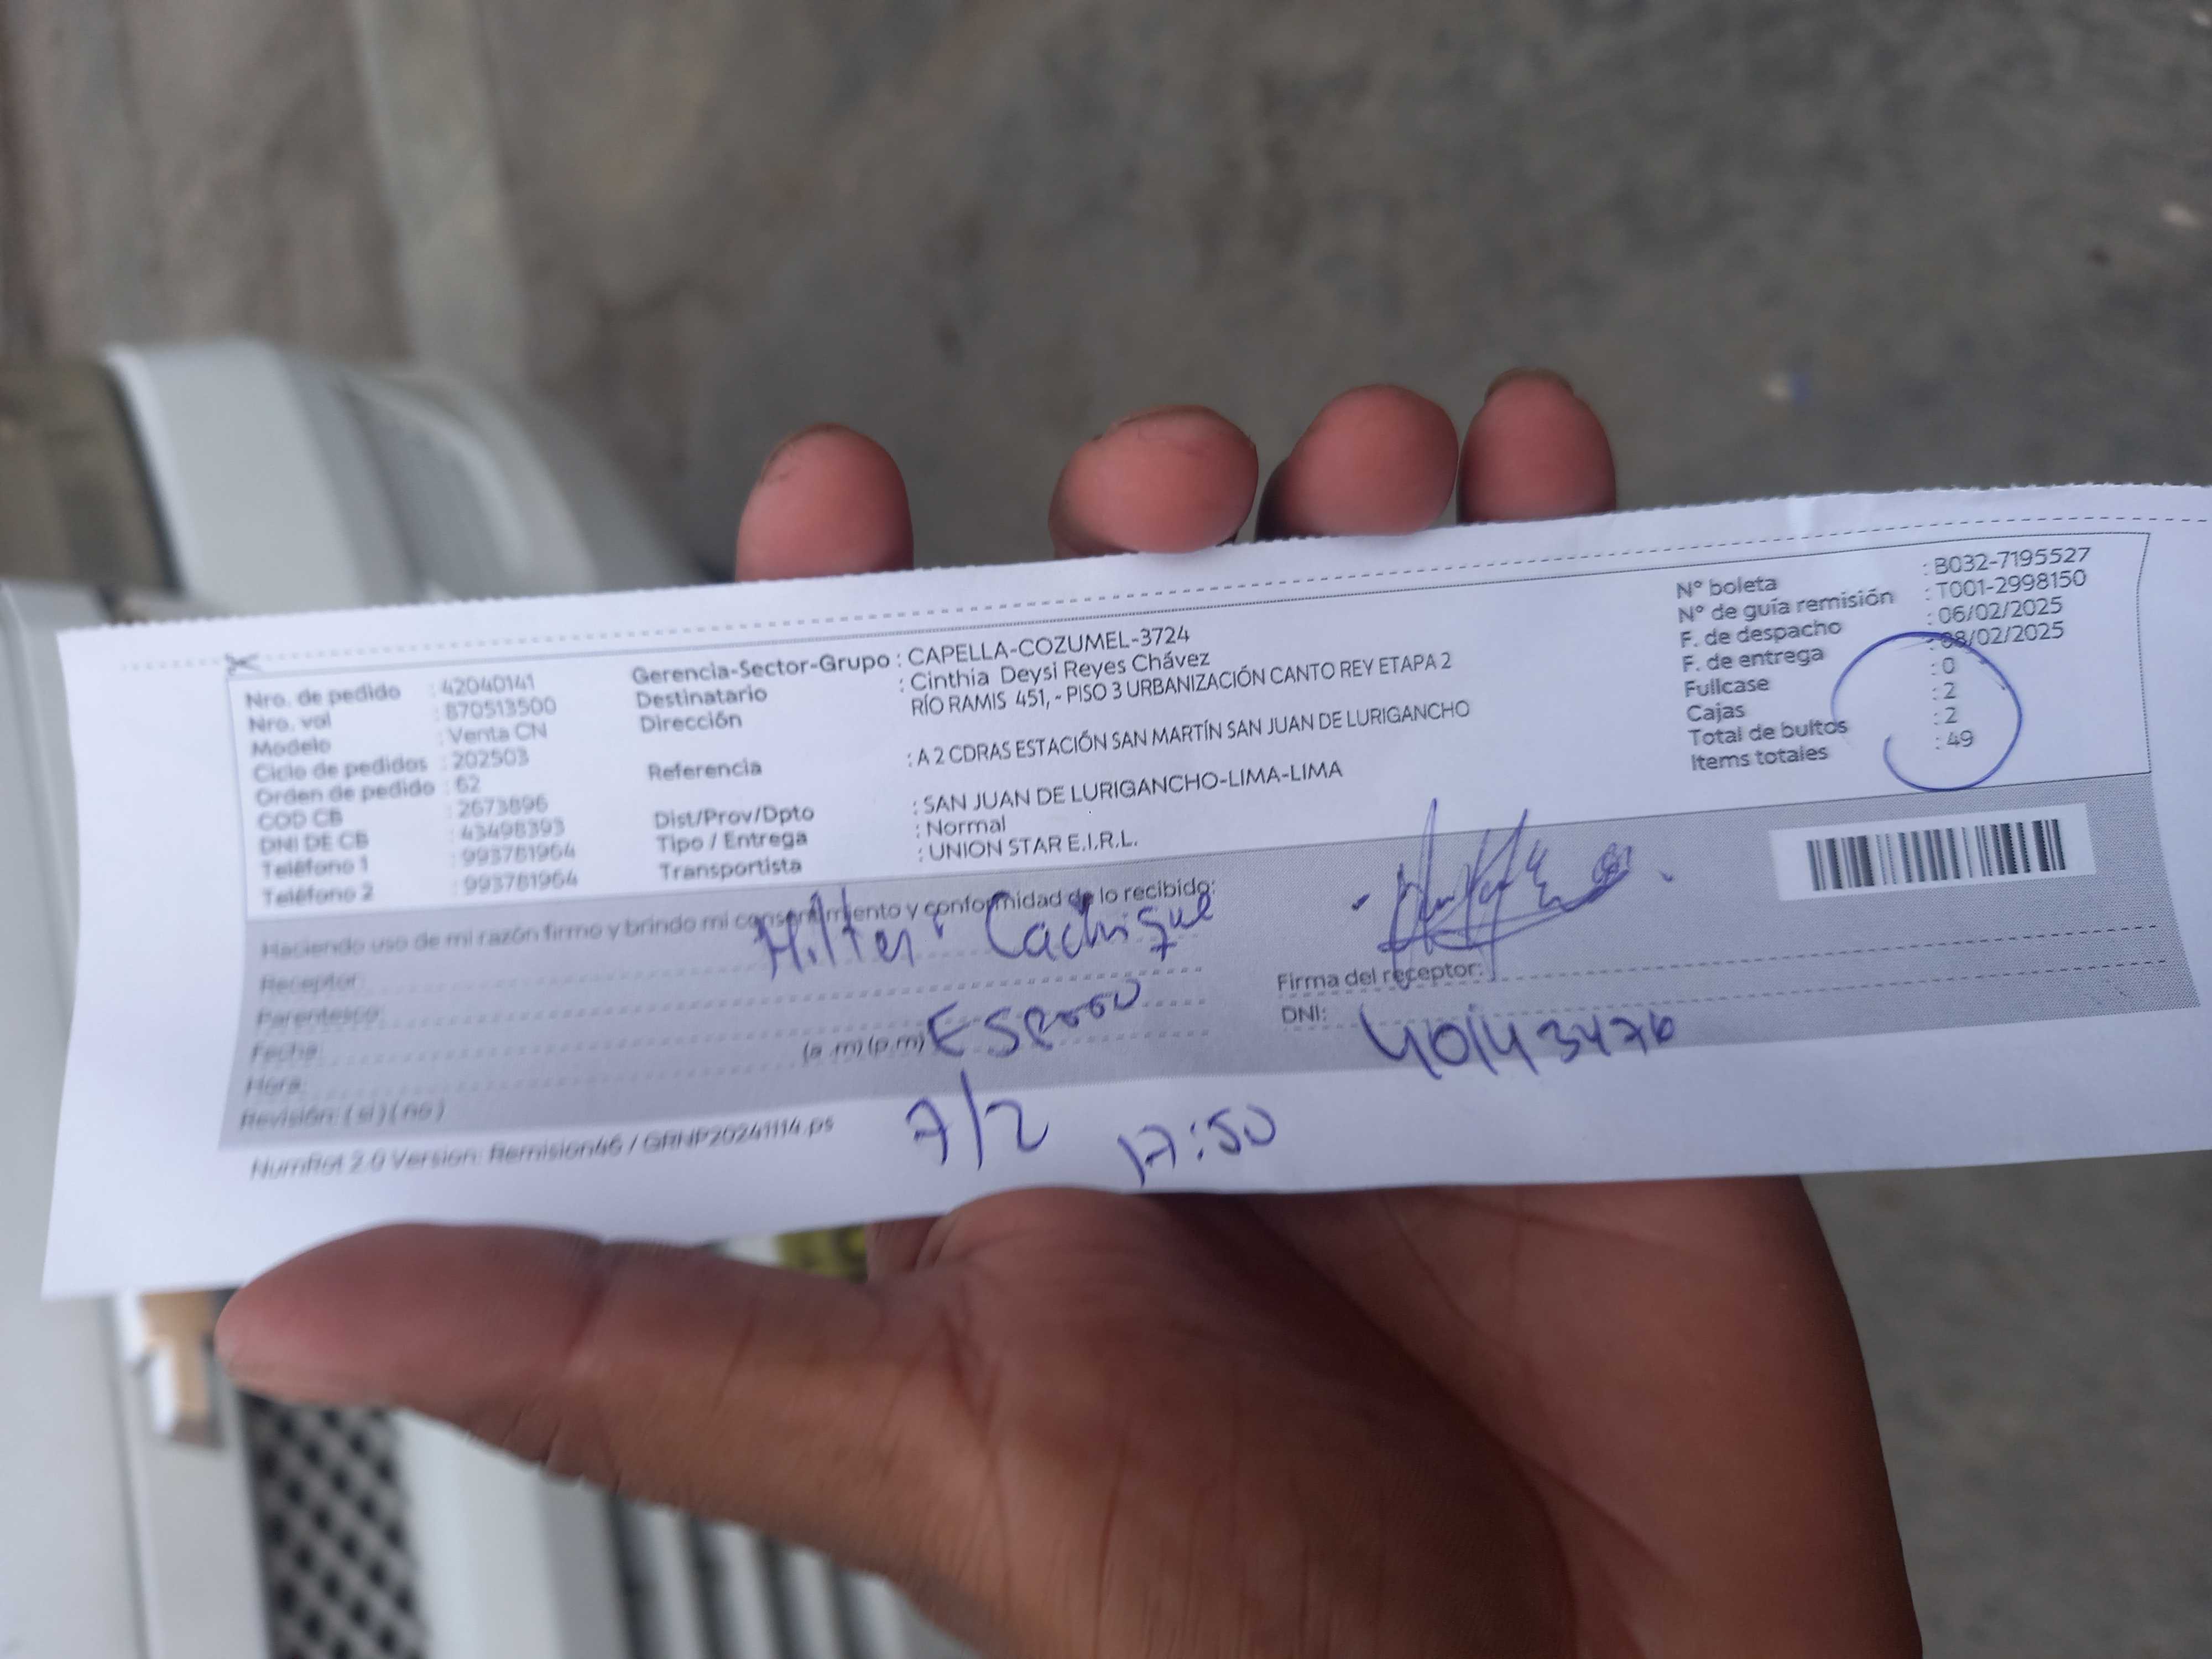 Nro. de pedido : 42040141
Nro. val : 870513500
Modelo : Venta CN
Ciclo de pedidos : 202503
Orden de pedido : 62
COD CB : 2673896
DNI DE CB : 43498393
Teléfono 1 : 993781964
Teléfono 2 : 993781964
Gerencia-Sector-Grupo : CAPELLA-COZUMEL-3724
Destinatario : Cinthia Deysi Reyes Chávez
Dirección RÍO RAMIS 451, - PISO 3 URBANIZACIÓN CANTO REY ETAPA 2
: A 2 CDRAS ESTACIÓN SAN MARTÍN SAN JUAN DE LURIGANCHO
Referencia
Dist/Prov/Dpto : SAN JUAN DE LURIGANCHO-LIMA-LIMA
Tipo / Entrega : Normal
Transportista : UNION STAR E.I.R.L.
N° boleta : B032-7195527
N° de guía remisión : T001-2998150
F. de despacho : 06/02/2025
F. de entrega : 08/02/2025
Fullcase : 0
Cajas : 2
Total de bultos : 2
Items totales : 49
Haciendo uso de mi razón firmo y brindo mi consentimiento y conformidad de lo recibido:
Receptor: Hilter Cachique
Parentesco:
Fecha: Esposo
Hora: (a .m) (p.m)
Revisión: ( si ) ( no )
Firma del receptor:
DNI: 40143476
NumRot 2.0 Version: Remision46 / GRNP20241114.ps
7/2 17:50